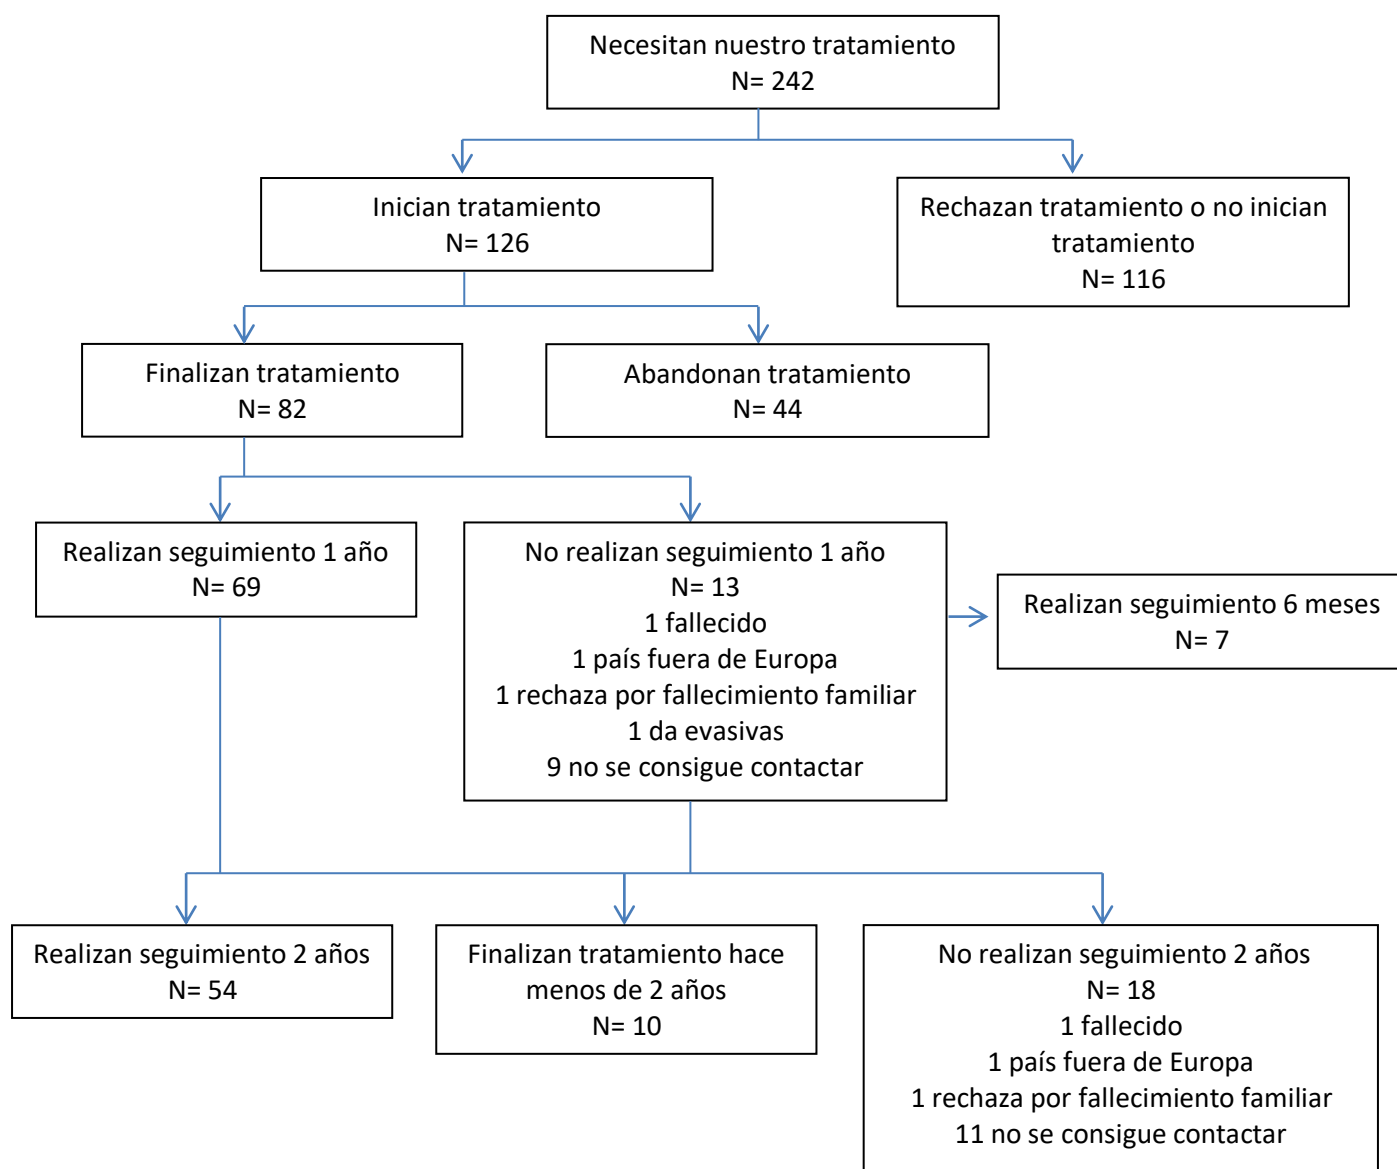 Necesitan nuestro tratamiento
N= 242
Inician tratamiento
N= 126
Rechazan tratamiento o no inician
tratamiento
N= 116
Finalizan tratamiento
N= 82
Abandonan tratamiento
N= 44
Realizan seguimiento 1 año
N= 69
No realizan seguimiento 1 año
N= 13
1 fallecido
1 país fuera de Europa
1 rechaza por fallecimiento familiar
1 da evasivas
9 no se consigue contactar
Realizan seguimiento 6 meses
N= 7
Realizan seguimiento 2 años
N= 54
Finalizan tratamiento hace
menos de 2 años
N= 10
No realizan seguimiento 2 años
N= 18
1 fallecido
1 país fuera de Europa
1 rechaza por fallecimiento familiar
11 no se consigue contactar